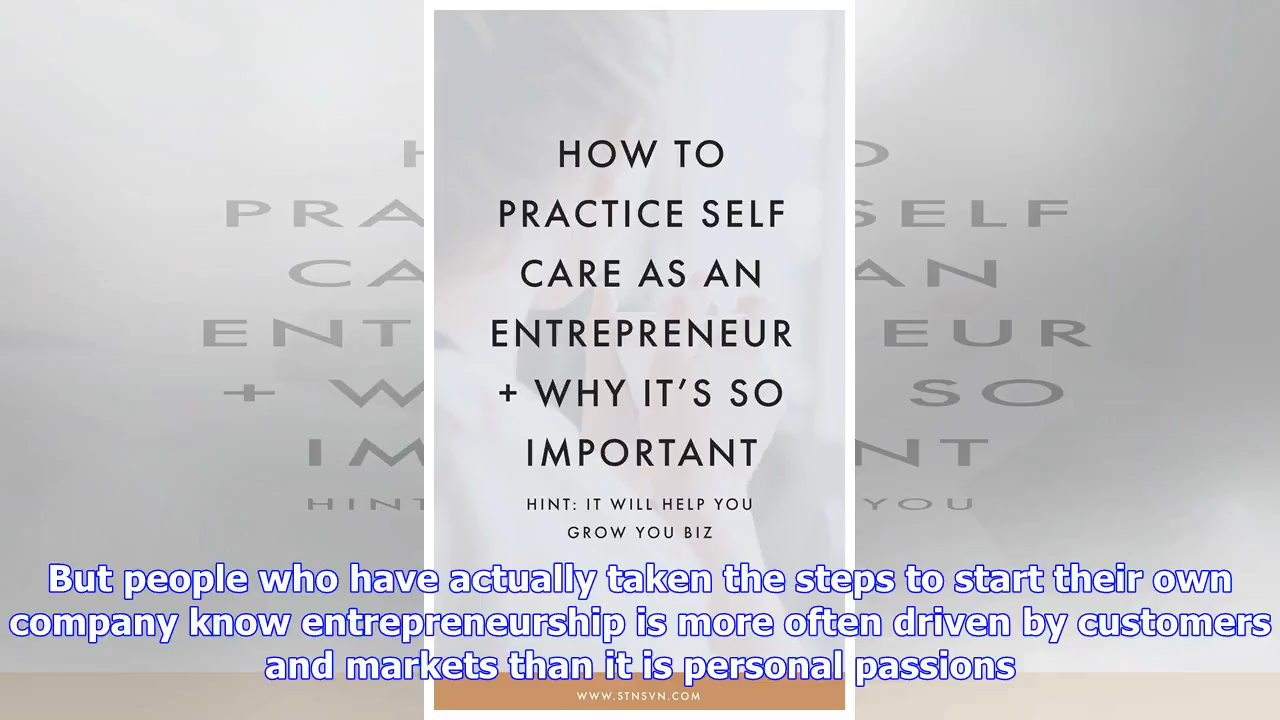 HOW TO
PRACTICE SELF
CARE AS AN
ENTREPRENEUR
+ WHY IT'S SO
IMPORTANT
HINT: IT WILL HELP YOU
GROW YOU BIZ
But people who have actually taken the steps to start their own
company know entrepreneurship is more often driven by customers
and markets than it is personal passions
WWW.STNSVN.COM